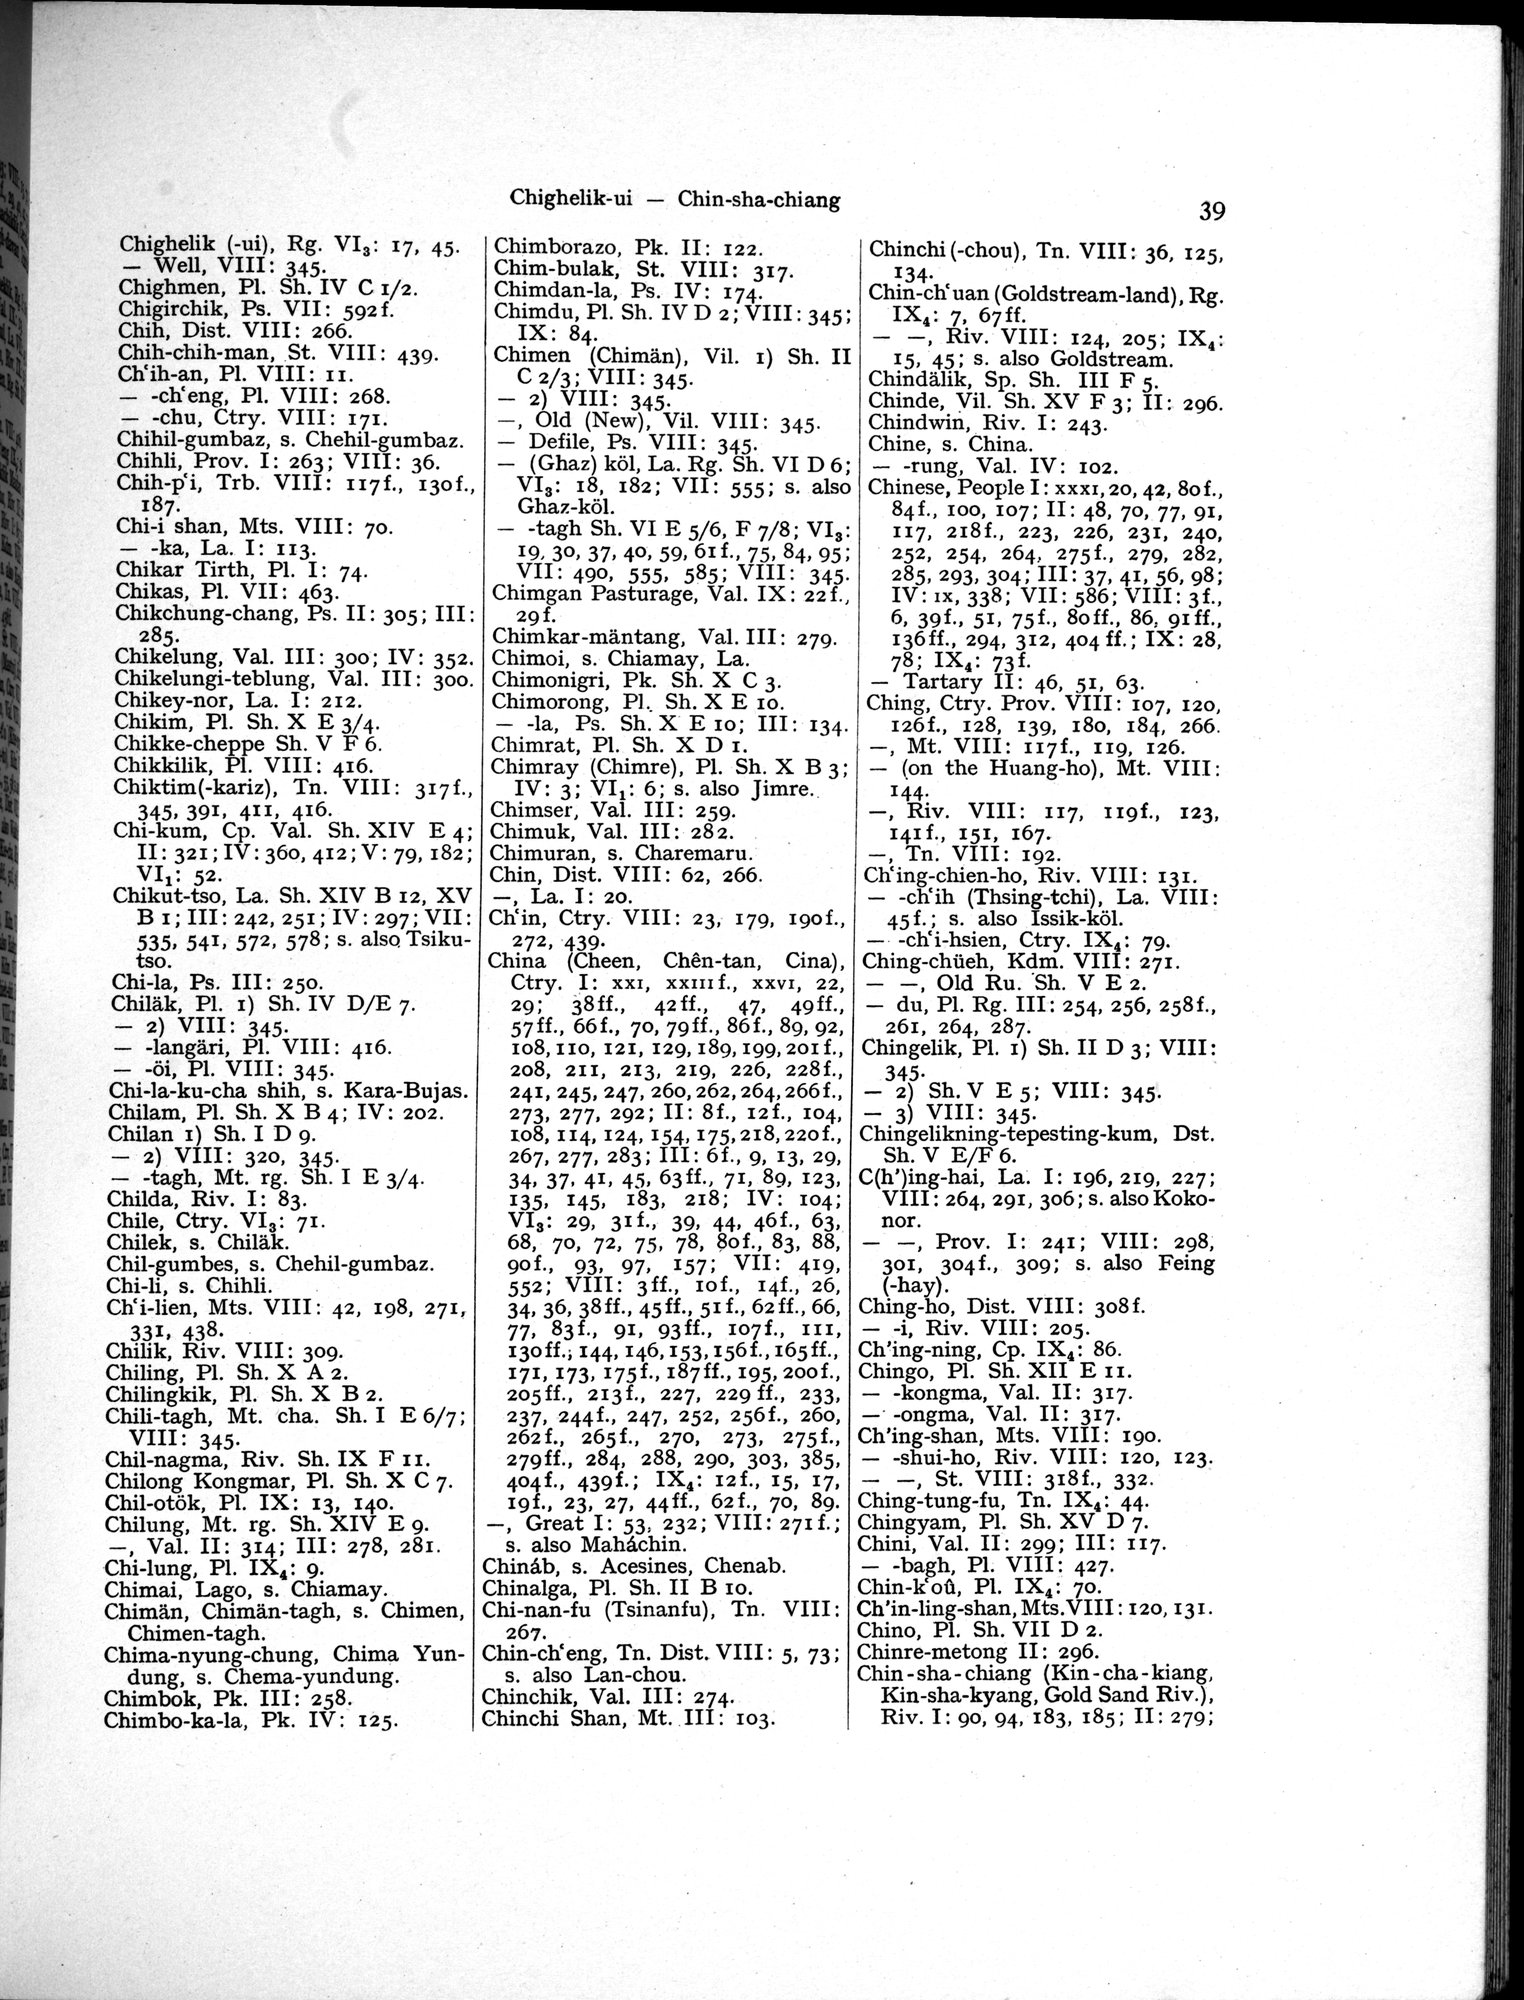 Chighelik-ui — Chin-sha-chiang
39
Chighelik (-ui), Rg. VI₃: 17, 45.
— Well, VIII: 345.
Chighmen, Pl. Sh. IV C 1/2.
Chigirchik, Ps. VII: 592 f.
Chih, Dist. VIII: 266.
Chih-chih-man, St. VIII: 439.
Chʿih-an, Pl. VIII: 11.
— -chʿeng, Pl. VIII: 268.
— -chu, Ctry. VIII: 171.
Chihil-gumbaz, s. Chehil-gumbaz.
Chihli, Prov. I: 263; VIII: 36.
Chih-pʿi, Trb. VIII: 117f., 130f.,
187.
Chi-i shan, Mts. VIII: 70.
— -ka, La. I: 113.
Chikar Tirth, Pl. I: 74.
Chikas, Pl. VII: 463.
Chikchung-chang, Ps. II: 305; III:
285.
Chikelung, Val. III: 300; IV: 352.
Chikelungi-teblung, Val. III: 300.
Chikey-nor, La. I: 212.
Chikim, Pl. Sh. X E 3/4.
Chikke-cheppe Sh. V F 6.
Chikkilik, Pl. VIII: 416.
Chiktim(-kariz), Tn. VIII: 317f.,
345, 391, 411, 416.
Chi-kum, Cp. Val. Sh. XIV E 4;
II: 321; IV: 360, 412; V: 79, 182;
VI₁: 52.
Chikut-tso, La. Sh. XIV B 12, XV
B 1; III: 242, 251; IV: 297; VII:
535, 541, 572, 578; s. also Tsiku-
tso.
Chi-la, Ps. III: 250.
Chiläk, Pl. 1) Sh. IV D/E 7.
— 2) VIII: 345.
— -langäri, Pl. VIII: 416.
— -öi, Pl. VIII: 345.
Chi-la-ku-cha shih, s. Kara-Bujas.
Chilam, Pl. Sh. X B 4; IV: 202.
Chilan 1) Sh. I D 9.
— 2) VIII: 320, 345.
— -tagh, Mt. rg. Sh. I E 3/4.
Childa, Riv. I: 83.
Chile, Ctry. VI₃: 71.
Chilek, s. Chiläk.
Chil-gumbes, s. Chehil-gumbaz.
Chi-li, s. Chihli.
Chʿi-lien, Mts. VIII: 42, 198, 271,
331, 438.
Chilik, Riv. VIII: 309.
Chiling, Pl. Sh. X A 2.
Chilingkik, Pl. Sh. X B 2.
Chili-tagh, Mt. cha. Sh. I E 6/7;
VIII: 345.
Chil-nagma, Riv. Sh. IX F 11.
Chilong Kongmar, Pl. Sh. X C 7.
Chil-otök, Pl. IX: 13, 140.
Chilung, Mt. rg. Sh. XIV E 9.
—, Val. II: 314; III: 278, 281.
Chi-lung, Pl. IX₄: 9.
Chimai, Lago, s. Chiamay.
Chimän, Chimän-tagh, s. Chimen,
Chimen-tagh.
Chima-nyung-chung, Chima Yun-
dung, s. Chema-yundung.
Chimbok, Pk. III: 258.
Chimbo-ka-la, Pk. IV: 125.
Chimborazo, Pk. II: 122.
Chim-bulak, St. VIII: 317.
Chimdan-la, Ps. IV: 174.
Chimdu, Pl. Sh. IV D 2; VIII: 345;
IX: 84.
Chimen (Chimän), Vil. 1) Sh. II
C 2/3; VIII: 345.
— 2) VIII: 345.
—, Old (New), Vil. VIII: 345.
— Defile, Ps. VIII: 345.
— (Ghaz) köl, La. Rg. Sh. VI D 6;
VI₃: 18, 182; VII: 555; s. also
Ghaz-köl.
— -tagh Sh. VI E 5/6, F 7/8; VI₃:
19, 30, 37, 40, 59, 61f., 75, 84, 95;
VII: 490, 555, 585; VIII: 345.
Chimgan Pasturage, Val. IX: 22f.,
29f.
Chimkar-mäntang, Val. III: 279.
Chimoi, s. Chiamay, La.
Chimonigri, Pk. Sh. X C 3.
Chimorong, Pl. Sh. X E 10.
— -la, Ps. Sh. X E 10; III: 134.
Chimrat, Pl. Sh. X D 1.
Chimray (Chimre), Pl. Sh. X B 3;
IV: 3; VI₁: 6; s. also Jimre.
Chimser, Val. III: 259.
Chimuk, Val. III: 282.
Chimuran, s. Charemaru.
Chin, Dist. VIII: 62, 266.
—, La. I: 20.
Chʿin, Ctry. VIII: 23, 179, 190f.,
272, 439.
China (Cheen, Chên-tan, Cina),
Ctry. I: XXI, XXIII f., XXVI, 22,
29; 38ff., 42ff., 47, 49ff.,
57ff., 66f., 70, 79ff., 86f., 89, 92,
108, 110, 121, 129, 189, 199, 201f.,
208, 211, 213, 219, 226, 228f.,
241, 245, 247, 260, 262, 264, 266f.,
273, 277, 292; II: 8f., 12f., 104,
108, 114, 124, 154, 175, 218, 220f.,
267, 277, 283; III: 6f., 9, 13, 29,
34, 37, 41, 45, 63ff., 71, 89, 123,
135, 145, 183, 218; IV: 104;
VI₃: 29, 31f., 39, 44, 46f., 63,
68, 70, 72, 75, 78, 80f., 83, 88,
90f., 93, 97, 157; VII: 419,
552; VIII: 3ff., 10f., 14f., 26,
34, 36, 38ff., 45ff., 51f., 62ff., 66,
77, 83f., 91, 93ff., 107f., 111,
130ff., 144, 146, 153, 156f., 165ff.,
171, 173, 175f., 187ff., 195, 200f.,
205ff., 213f., 227, 229ff., 233,
237, 244f., 247, 252, 256f., 260,
262f., 265f., 270, 273, 275f.,
279ff., 284, 288, 290, 303, 385,
404f., 439f.; IX₄: 12f., 15, 17,
19f., 23, 27, 44ff., 62f., 70, 89.
—, Great I: 53, 232; VIII: 271f.;
s. also Maháchin.
Chináb, s. Acesines, Chenab.
Chinalga, Pl. Sh. II B 10.
Chi-nan-fu (Tsinanfu), Tn. VIII:
267.
Chin-chʿeng, Tn. Dist. VIII: 5, 73;
s. also Lan-chou.
Chinchik, Val. III: 274.
Chinchi Shan, Mt. III: 103.
Chinchi (-chou), Tn. VIII: 36, 125,
134.
Chin-chʿuan (Goldstream-land), Rg.
IX₄: 7, 67ff.
— —, Riv. VIII: 124, 205; IX₄:
15, 45; s. also Goldstream.
Chindälik, Sp. Sh. III F 5.
Chinde, Vil. Sh. XV F 3; II: 296.
Chindwin, Riv. I: 243.
Chine, s. China.
— -rung, Val. IV: 102.
Chinese, People I: XXXI, 20, 42, 80f.,
84f., 100, 107; II: 48, 70, 77, 91,
117, 218f., 223, 226, 231, 240,
252, 254, 264, 275f., 279, 282,
285, 293, 304; III: 37, 41, 56, 98;
IV: IX, 338; VII: 586; VIII: 3f.,
6, 39f., 51, 75f., 80ff., 86, 91ff.,
136ff., 294, 312, 404ff.; IX: 28,
78; IX₄: 73f.
— Tartary II: 46, 51, 63.
Ching, Ctry. Prov. VIII: 107, 120,
126f., 128, 139, 180, 184, 266.
—, Mt. VIII: 117f., 119, 126.
— (on the Huang-ho), Mt. VIII:
144.
—, Riv. VIII: 117, 119f., 123,
141f., 151, 167.
—, Tn. VIII: 192.
Chʿing-chien-ho, Riv. VIII: 131.
— -chʿih (Thsing-tchi), La. VIII:
45f.; s. also Issik-köl.
— -chʿi-hsien, Ctry. IX₄: 79.
Ching-chüeh, Kdm. VIII: 271.
— —, Old Ru. Sh. V E 2.
— du, Pl. Rg. III: 254, 256, 258f.,
261, 264, 287.
Chingelik, Pl. 1) Sh. II D 3; VIII:
345.
— 2) Sh. V E 5; VIII: 345.
— 3) VIII: 345.
Chingelikning-tepesting-kum, Dst.
Sh. V E/F 6.
C(h')ing-hai, La. I: 196, 219, 227;
VIII: 264, 291, 306; s. also Koko-
nor.
— —, Prov. I: 241; VIII: 298,
301, 304f., 309; s. also Feing
(-hay).
Ching-ho, Dist. VIII: 308f.
— -i, Riv. VIII: 205.
Ch'ing-ning, Cp. IX₄: 86.
Chingo, Pl. Sh. XII E 11.
— -kongma, Val. II: 317.
— -ongma, Val. II: 317.
Ch'ing-shan, Mts. VIII: 190.
— -shui-ho, Riv. VIII: 120, 123.
— —, St. VIII: 318f., 332.
Ching-tung-fu, Tn. IX₄: 44.
Chingyam, Pl. Sh. XV D 7.
Chini, Val. II: 299; III: 117.
— -bagh, Pl. VIII: 427.
Chin-kʿoû, Pl. IX₄: 70.
Ch'in-ling-shan, Mts. VIII: 120, 131.
Chino, Pl. Sh. VII D 2.
Chinre-metong II: 296.
Chin-sha-chiang (Kin-cha-kiang,
Kin-sha-kyang, Gold Sand Riv.),
Riv. I: 90, 94, 183, 185; II: 279;